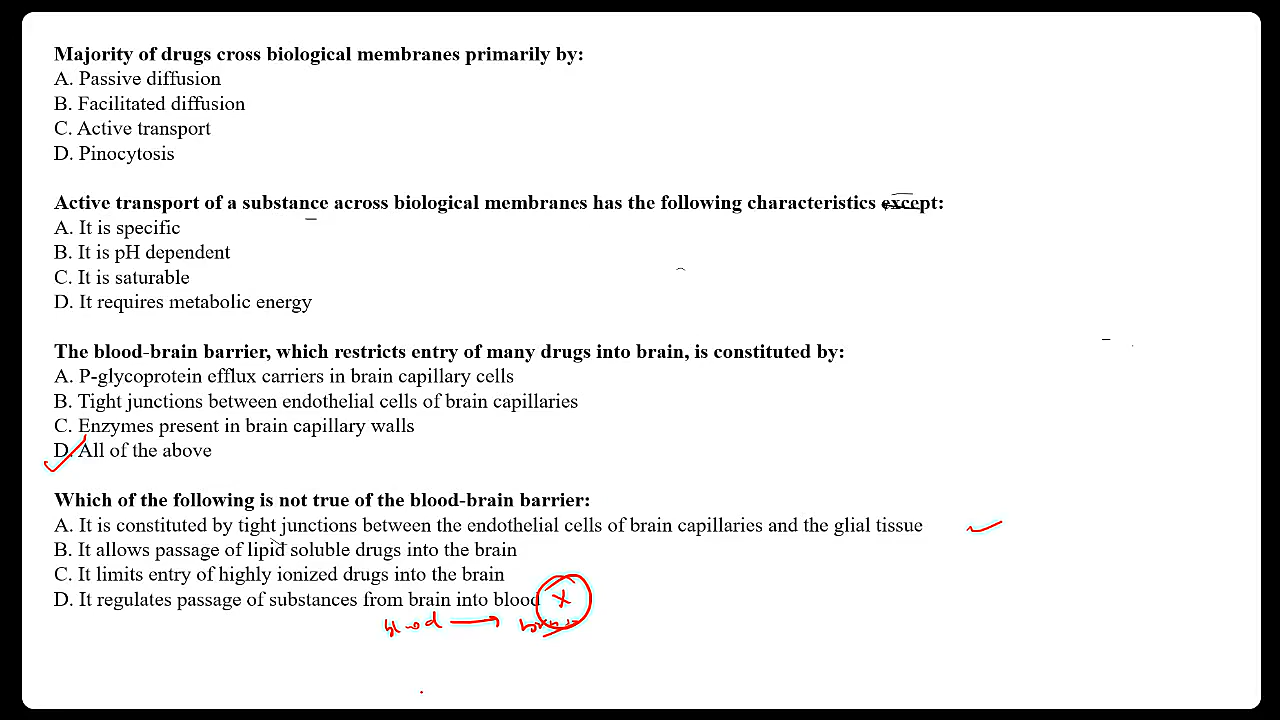 Majority of drugs cross biological membranes primarily by:
A. Passive diffusion
B. Facilitated diffusion
C. Active transport
D. Pinocytosis
Active transport of a substance across biological membranes has the following characteristics except:
A. It is specific
B. It is pH dependent
C. It is saturable
D. It requires metabolic energy
The blood-brain barrier, which restricts entry of many drugs into brain, is constituted by:
A. P-glycoprotein efflux carriers in brain capillary cells
B. Tight junctions between endothelial cells of brain capillaries
C. Enzymes present in brain capillary walls
D. All of the above
Which of the following is not true of the blood-brain barrier:
A. It is constituted by tight junctions between the endothelial cells of brain capillaries and the glial tissue
B. It allows passage of lipid soluble drugs into the brain
C. It limits entry of highly ionized drugs into the brain
D. It regulates passage of substances from brain into blood X
blood → brain